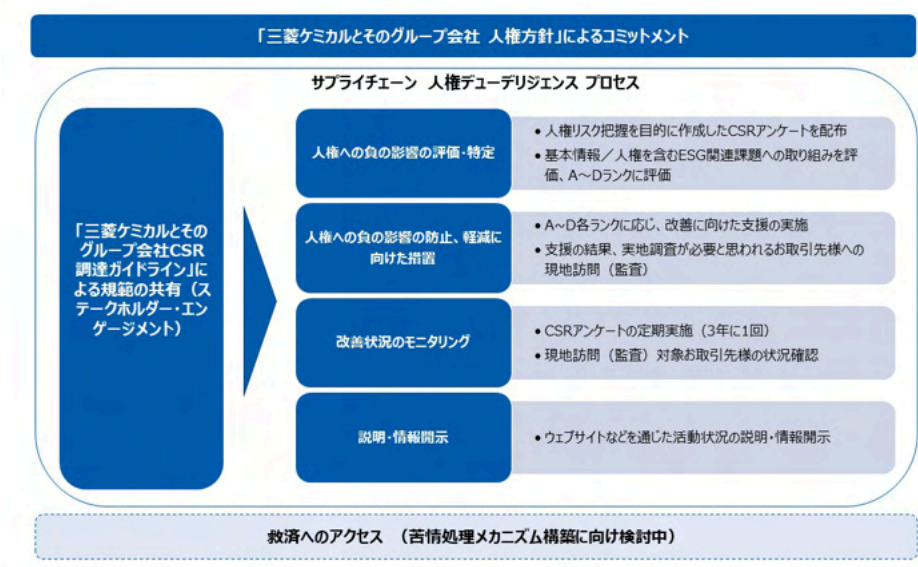 「三菱ケミカルとそのグループ会社 人権方針」によるコミットメント
サプライチェーン 人権デューデリジェンス プロセス
「三菱ケミカルとその
グループ会社CSR
調達ガイドライン」に
よる規範の共有（ス
テークホルダー・エン
ゲージメント）
人権への負の影響の評価・特定
• 人権リスク把握を目的に作成したCSRアンケートを配布
• 基本情報／人権を含むESG関連課題への取り組みを評
価、A～Dランクに評価
人権への負の影響の防止、軽減に
向けた措置
• A～D各ランクに応じ、改善に向けた支援の実施
• 支援の結果、実地調査が必要と思われるお取引先様への
現地訪問（監査）
改善状況のモニタリング
• CSRアンケートの定期実施（3年に1回）
• 現地訪問（監査）対象お取引先様の状況確認
説明・情報開示
• ウェブサイトなどを通じた活動状況の説明・情報開示
救済へのアクセス （苦情処理メカニズム構築に向け検討中）